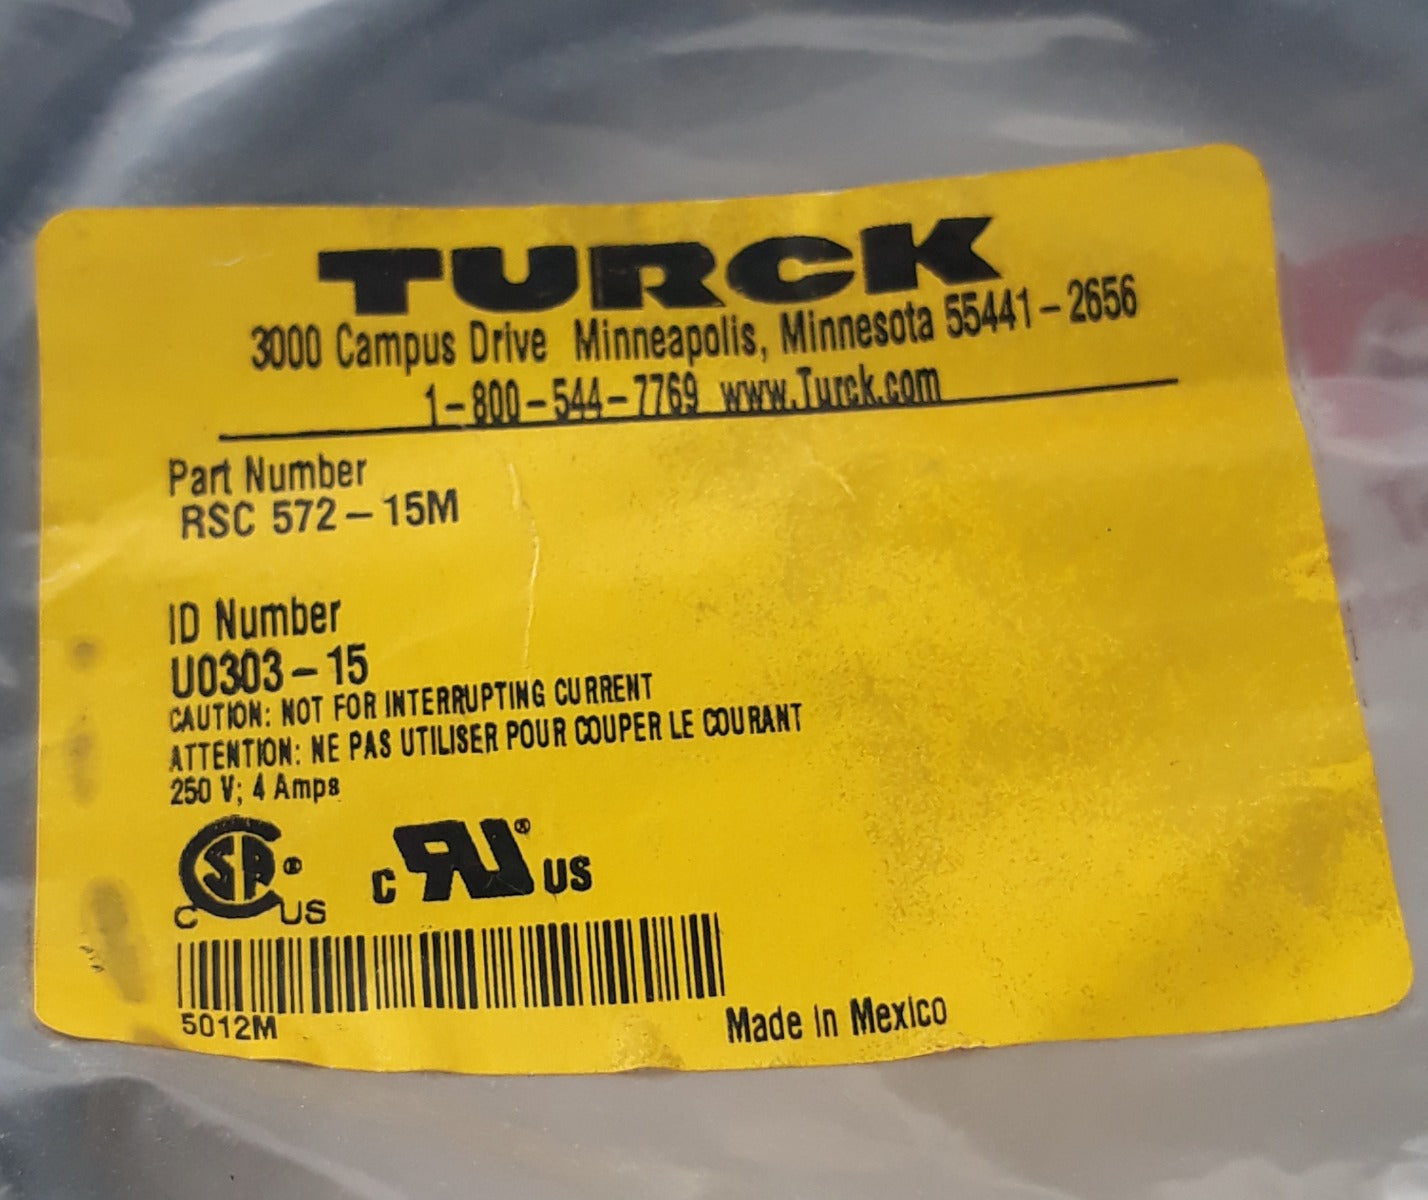 TURCK
3000 Campus Drive Minneapolis, Minnesota 55441-2656
1-800-544-7769 www.Turck.com
Part Number
RSC 572-15M
ID Number
U0303-15
CAUTION: NOT FOR INTERRUPTING CURRENT
ATTENTION: NE PAS UTILISER POUR COUPER LE COURANT
250 V; 4 Amps
C SA ® C US C RU ® US
5012M
Made in Mexico